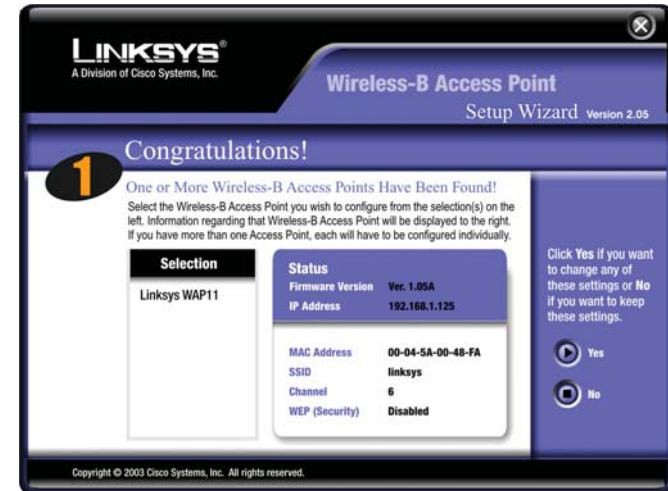 LINKSYS®
A Division of Cisco Systems, Inc.
Wireless-B Access Point
Setup Wizard Version 2.05
1
Congratulations!
One or More Wireless-B Access Points Have Been Found!
Select the Wireless-B Access Point you wish to configure from the selection(s) on the
left. Information regarding that Wireless-B Access Point will be displayed to the right.
If you have more than one Access Point, each will have to be configured individually.
Selection
Linksys WAP11
Status
Firmware Version Ver. 1.05A
IP Address 192.168.1.125
MAC Address 00-04-5A-00-48-FA
SSID linksys
Channel 6
WEP (Security) Disabled
Click Yes if you want
to change any of
these settings or No
if you want to keep
these settings.
Yes
No
Copyright © 2003 Cisco Systems, Inc. All rights reserved.